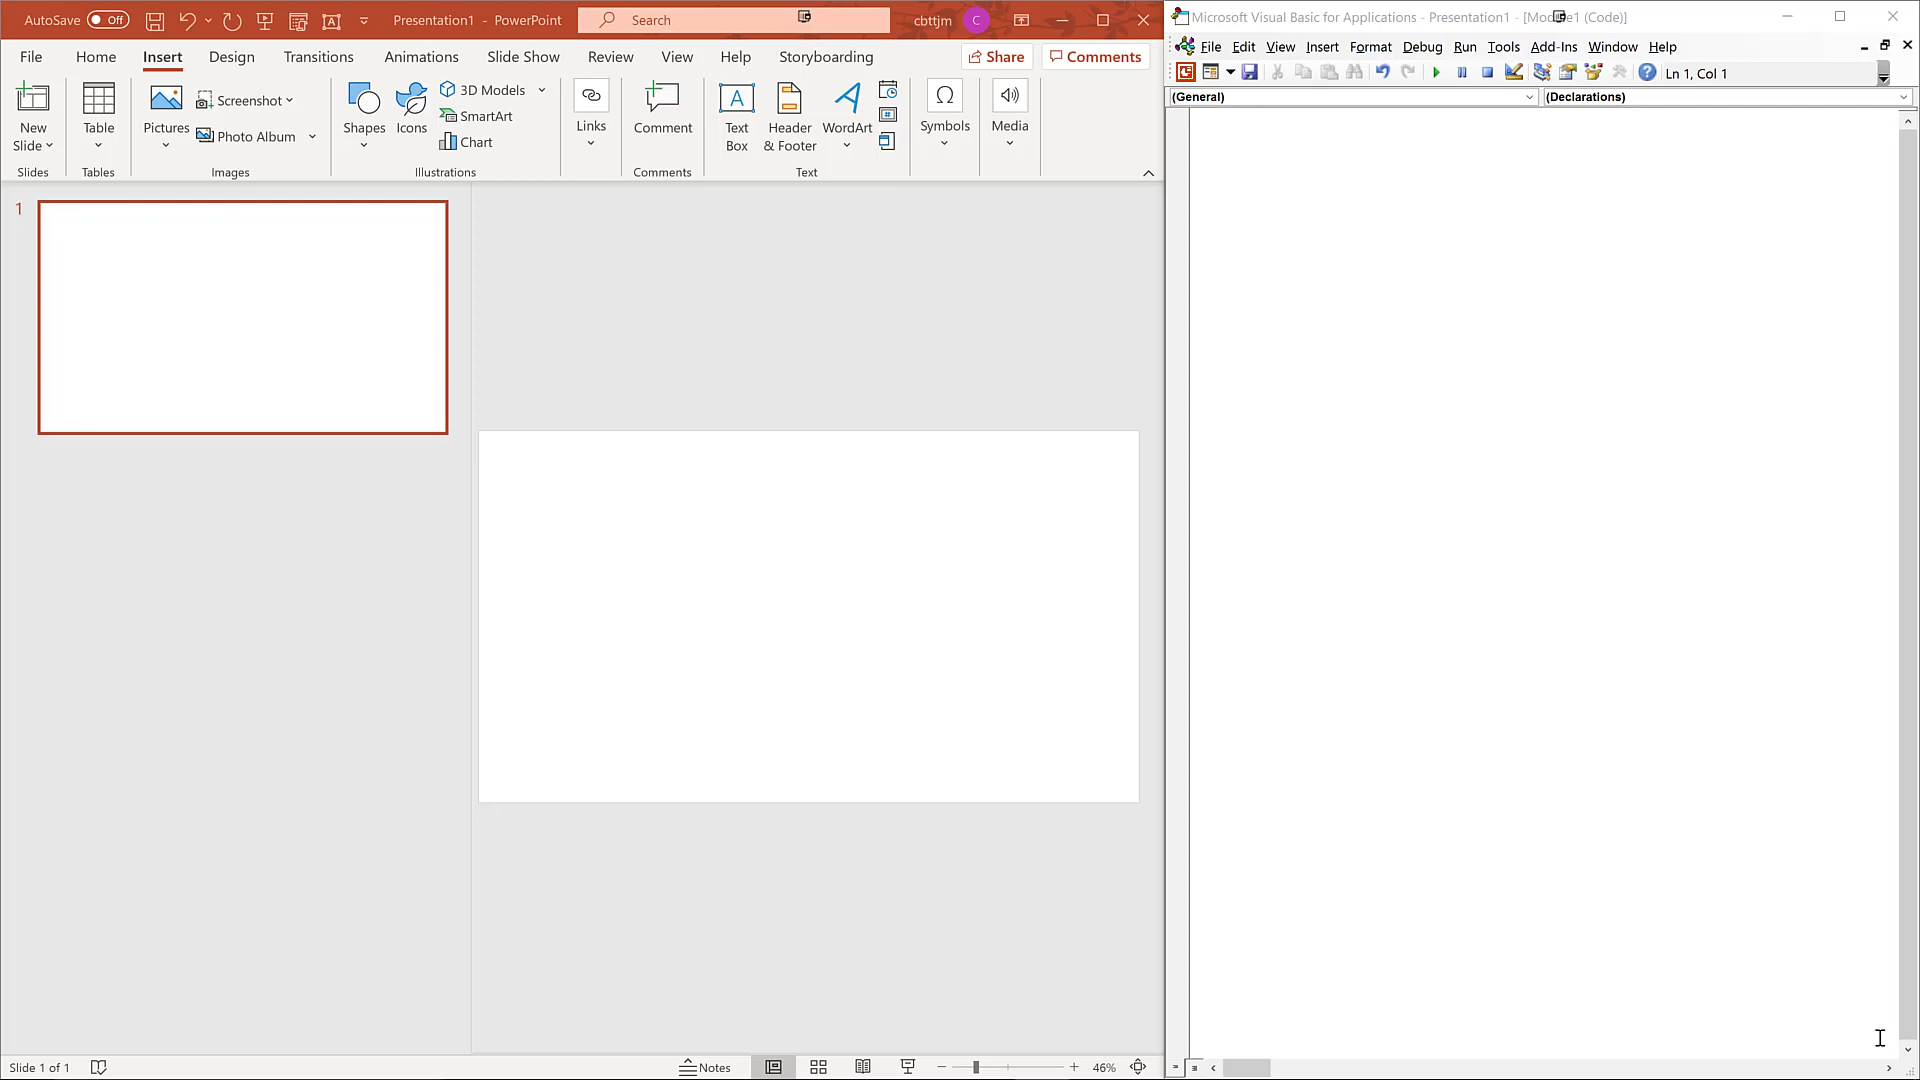 AutoSave Off Presentation1 - PowerPoint Search cbttjm C
File Home Insert Design Transitions Animations Slide Show Review View Help Storyboarding Share Comments
New Slide
Table
Pictures
Screenshot
Photo Album
Shapes
Icons
3D Models
SmartArt
Chart
Links
Comment
Text Box
Header & Footer
WordArt
Symbols
Media
Slides Tables Images Illustrations Comments Text
1
Slide 1 of 1 Notes 46%
Microsoft Visual Basic for Applications - Presentation1 - [Module1 (Code)]
File Edit View Insert Format Debug Run Tools Add-Ins Window Help
Ln 1, Col 1
(General) (Declarations)